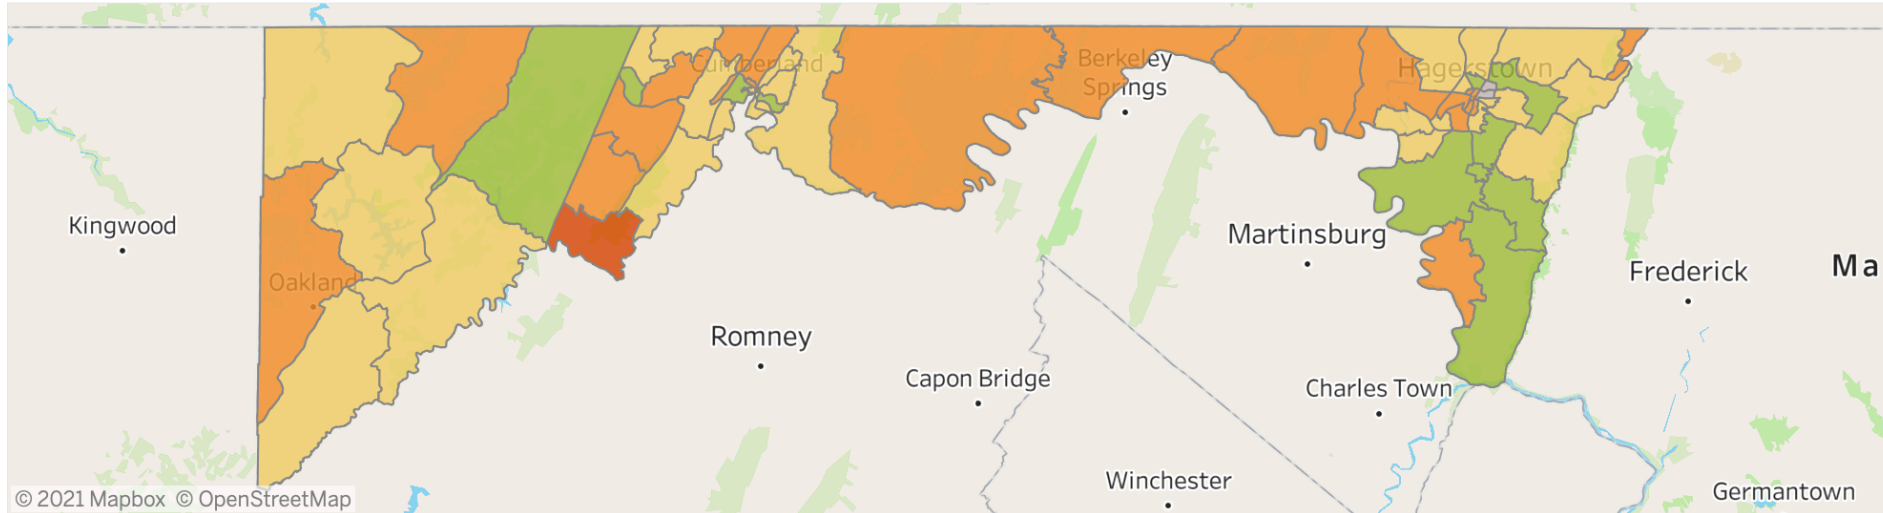 Cumberland
Berkeley
Springs
Hagerstown
Kingwood
Martinsburg
Oakland
Frederick
Ma
Romney
Capon Bridge
Charles Town
Winchester
Germantown
© 2021 Mapbox © OpenStreetMap